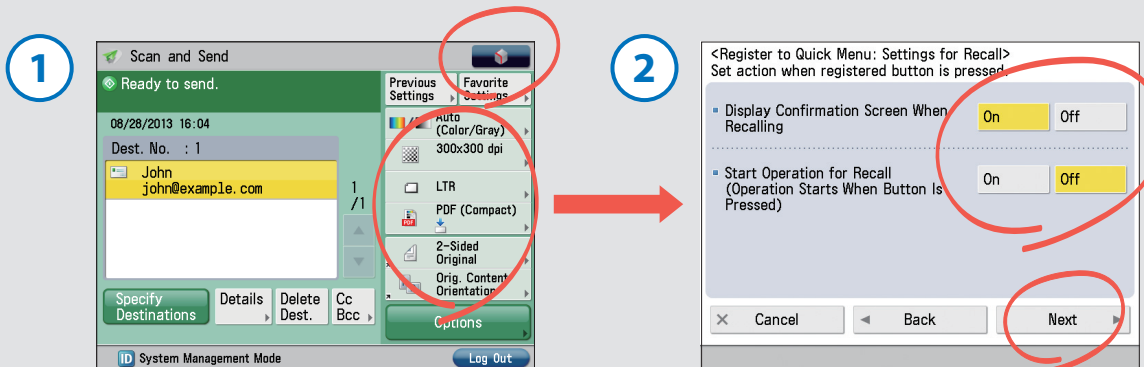 1
Scan and Send
Ready to send.
Previous
Settings
Favorite
Settings
08/28/2013 16:04
Dest. No. : 1
John
john@example.com
1
/1
Auto
(Color/Gray)
300x300 dpi
LTR
PDF
PDF (Compact)
2-Sided
Original
Orig. Content
Orientation
Specify
Destinations
Details
Delete
Dest.
Cc
Bcc
Options
ID System Management Mode
Log Out
2
<Register to Quick Menu: Settings for Recall>
Set action when registered button is pressed.
Display Confirmation Screen When
Recalling
On
Off
Start Operation for Recall
(Operation Starts When Button Is
Pressed)
On
Off
Cancel
Back
Next